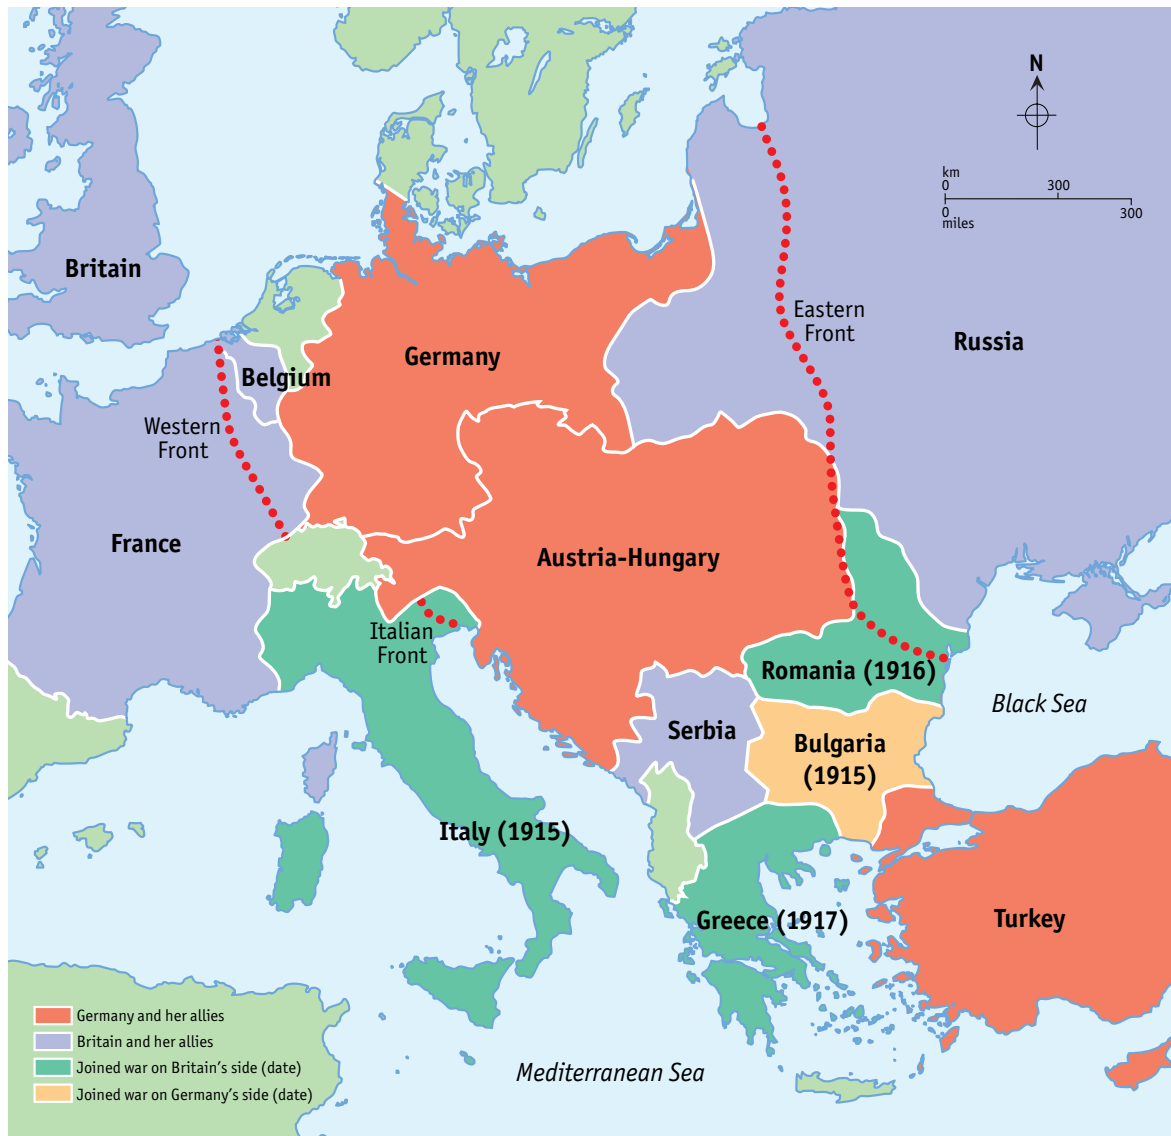 N
km
0 300
0 300
miles
Britain
Eastern
Front
Russia
Germany
Belgium
Western
Front
France
Austria-Hungary
Italian
Front
Romania (1916)
Black Sea
Serbia
Bulgaria
(1915)
Italy (1915)
Greece (1917)
Turkey
Mediterranean Sea
Germany and her allies
Britain and her allies
Joined war on Britain's side (date)
Joined war on Germany's side (date)